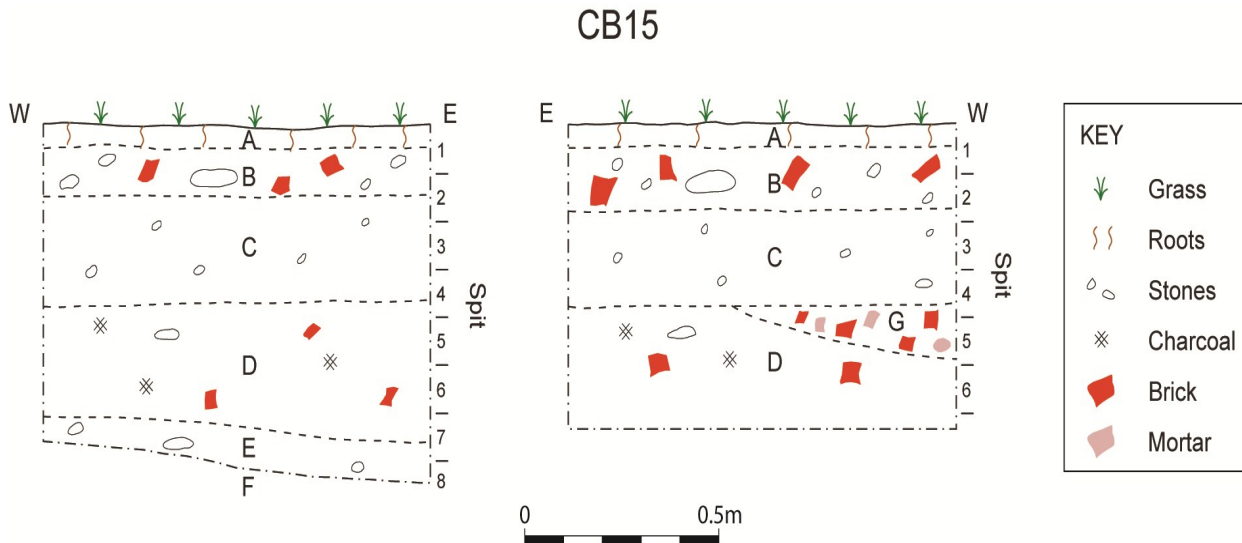 CB15
W
E
A
B
C
D
E
F
1
2
3
4
5
6
7
8
Spit
E
W
A
B
C
G
D
1
2
3
4
5
6
Spit
KEY
Grass
Roots
Stones
Charcoal
Brick
Mortar
0 0.5m